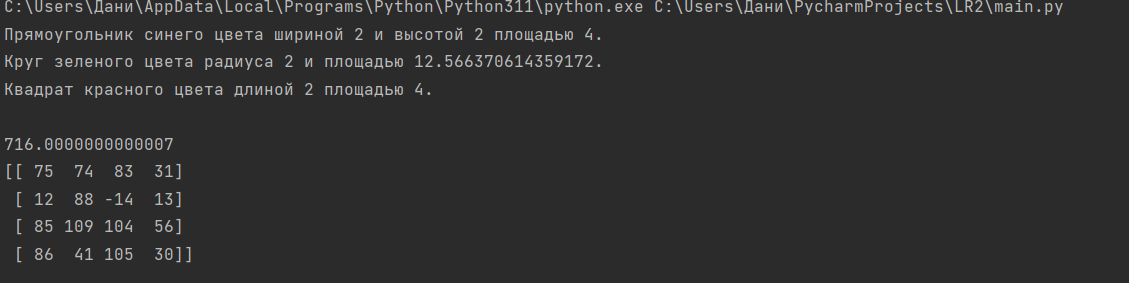 C:\Users\Дани\AppData\Local\Programs\Python\Python311\python.exe C:\Users\Дани\PycharmProjects\LR2\main.py
Прямоугольник синего цвета шириной 2 и высотой 2 площадью 4.
Круг зеленого цвета радиуса 2 и площадью 12.566370614359172.
Квадрат красного цвета длиной 2 площадью 4.
716.0000000000007
[[ 75  74  83  31]
 [ 12  88 -14  13]
 [ 85 109 104  56]
 [ 86  41 105  30]]